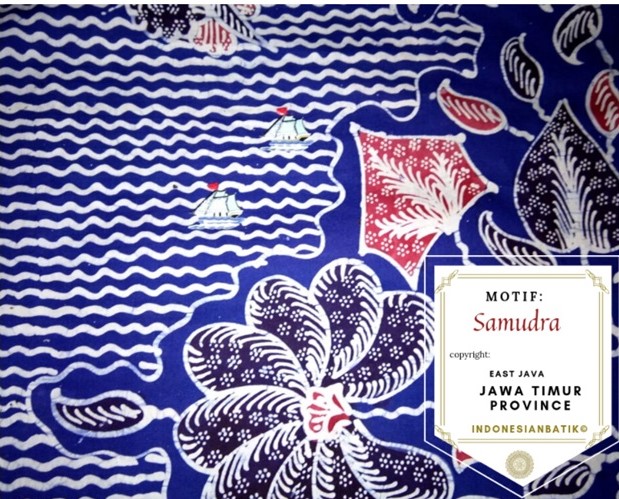 MOTIF:
Samudra
copyright:
EAST JAVA
JAWA TIMUR
PROVINCE
INDONESIANBATIK©